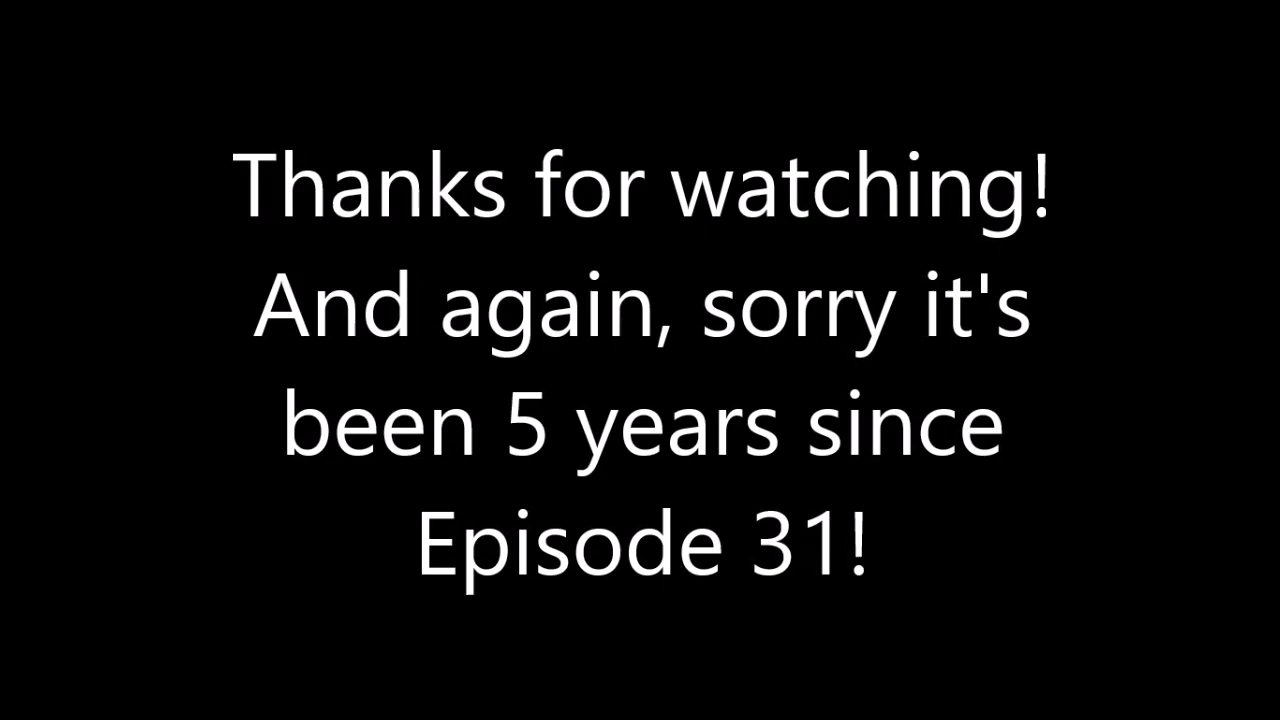 Thanks for watching!
And again, sorry it's
been 5 years since
Episode 31!